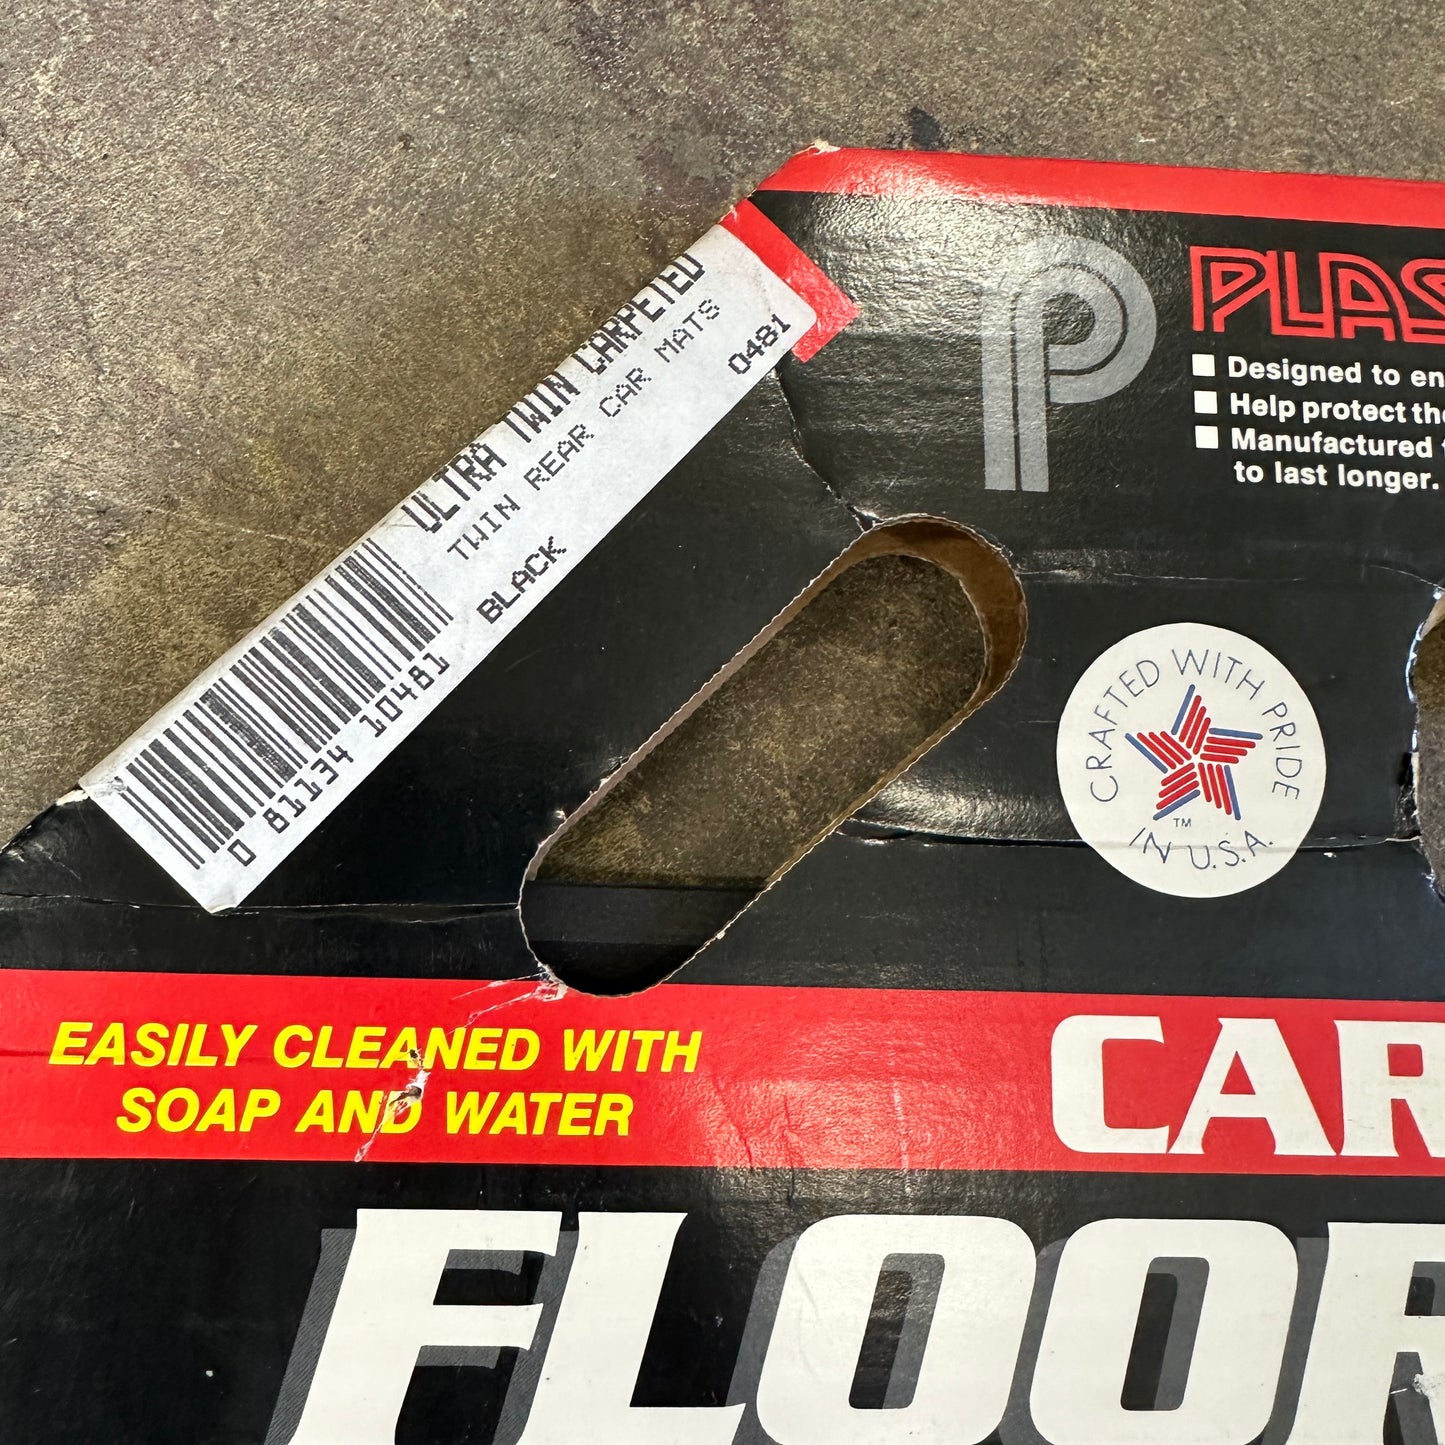 ULTRA TWIN CARPETED
TWIN REAR CAR MATS
BLACK
0481
0 81134 10481
P
PLAS
Designed to en
Help protect the
Manufactured
to last longer.
CRAFTED WITH PRIDE
IN U.S.A.
TM
EASILY CLEANED WITH
SOAP AND WATER
CAR
FLOOR